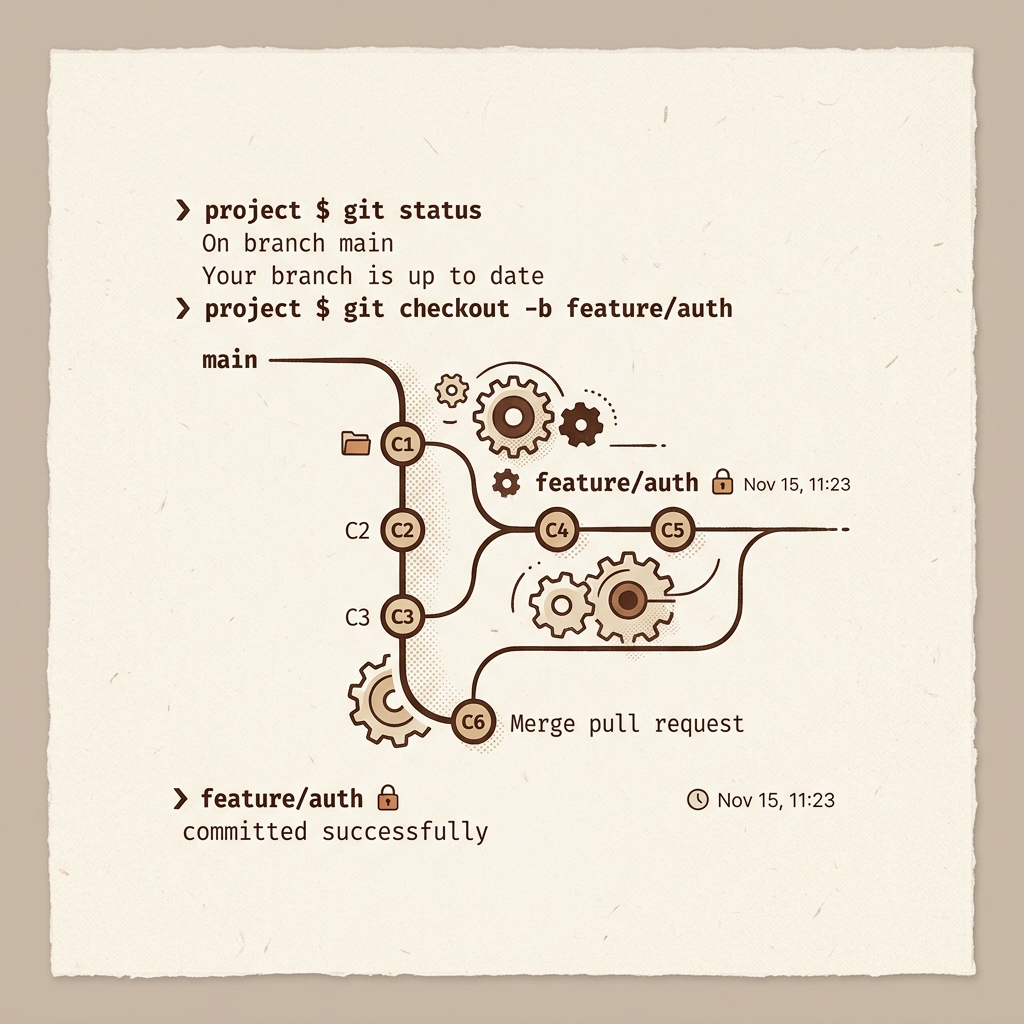 ❯ project $ git status
On branch main
Your branch is up to date
❯ project $ git checkout -b feature/auth
main
C1
feature/auth Nov 15, 11:23
C2 C2 C4 C5
C3 C3
C6 Merge pull request
❯ feature/auth Nov 15, 11:23
committed successfully